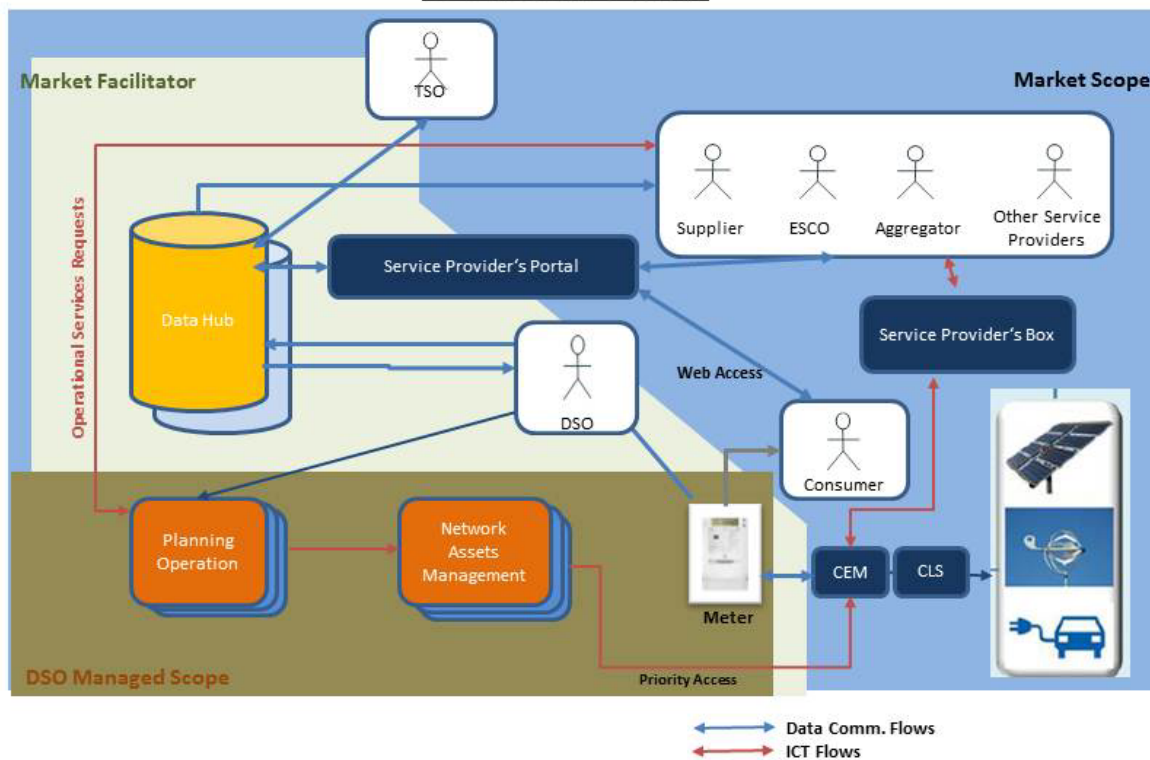 Market Facilitator
TSO
Market Scope
Operational Services Requests
Supplier
ESCO
Aggregator
Other Service
Providers
Service Provider's Portal
Data Hub
Service Provider's Box
Web Access
DSO
Consumer
Planning
Operation
Network
Assets
Management
CEM
CLS
Meter
DSO Managed Scope
Priority Access
Data Comm. Flows
ICT Flows